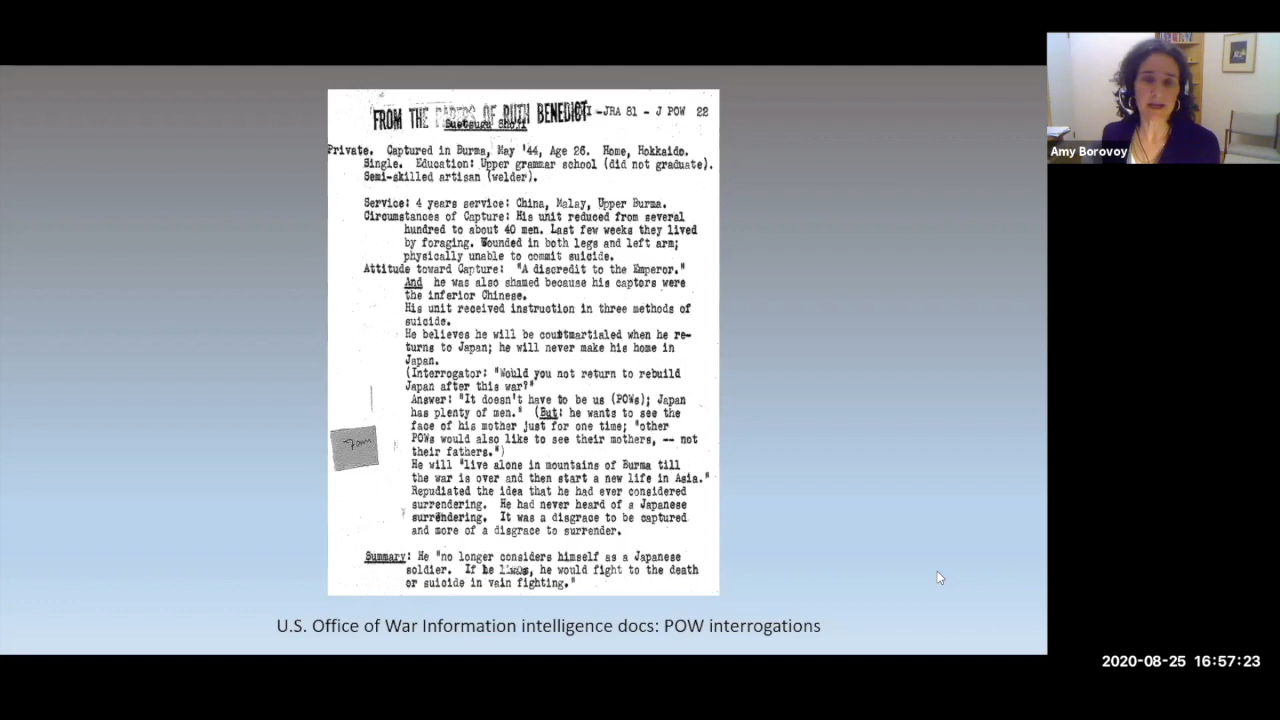 FROM THE PAPERS OF RUTH BENEDICT
Suetsugu Shoji
-JRA 81 - J POW 22
Private. Captured in Burma, May '44, Age 26. Home, Hokkaido.
Single. Education: Upper grammar school (did not graduate).
Semi-skilled artisan (welder).
Service: 4 years service: China, Malay, Upper Burma.
Circumstances of Capture: His unit reduced from several
hundred to about 40 men. Last few weeks they lived
by foraging. Wounded in both legs and left arm;
physically unable to commit suicide.
Attitude toward Capture: "A discredit to the Emperor."
And he was also shamed because his captors were
the inferior Chinese.
His unit received instruction in three methods of
suicide.
He believes he will be courtmartialed when he re-
turns to Japan; he will never make his home in
Japan.
(Interrogator: "Would you not return to rebuild
Japan after this war?"
Answer: "It doesn't have to be us (POWs); Japan
has plenty of men." (But: he wants to see the
face of his mother just for one time; "other
POWs would also like to see their mothers, -- not
their fathers.")
He will "live alone in mountains of Burma till
the war is over and then start a new life in Asia."
Repudiated the idea that he had ever considered
surrendering. He had never heard of a Japanese
surrendering. It was a disgrace to be captured
and more of a disgrace to surrender.
Summary: He "no longer considers himself as a Japanese
soldier. If he , he would fight to the death
or suicide in vain fighting."
U.S. Office of War Information intelligence docs: POW interrogations
Amy Borovoy
2020-08-25 16:57:23